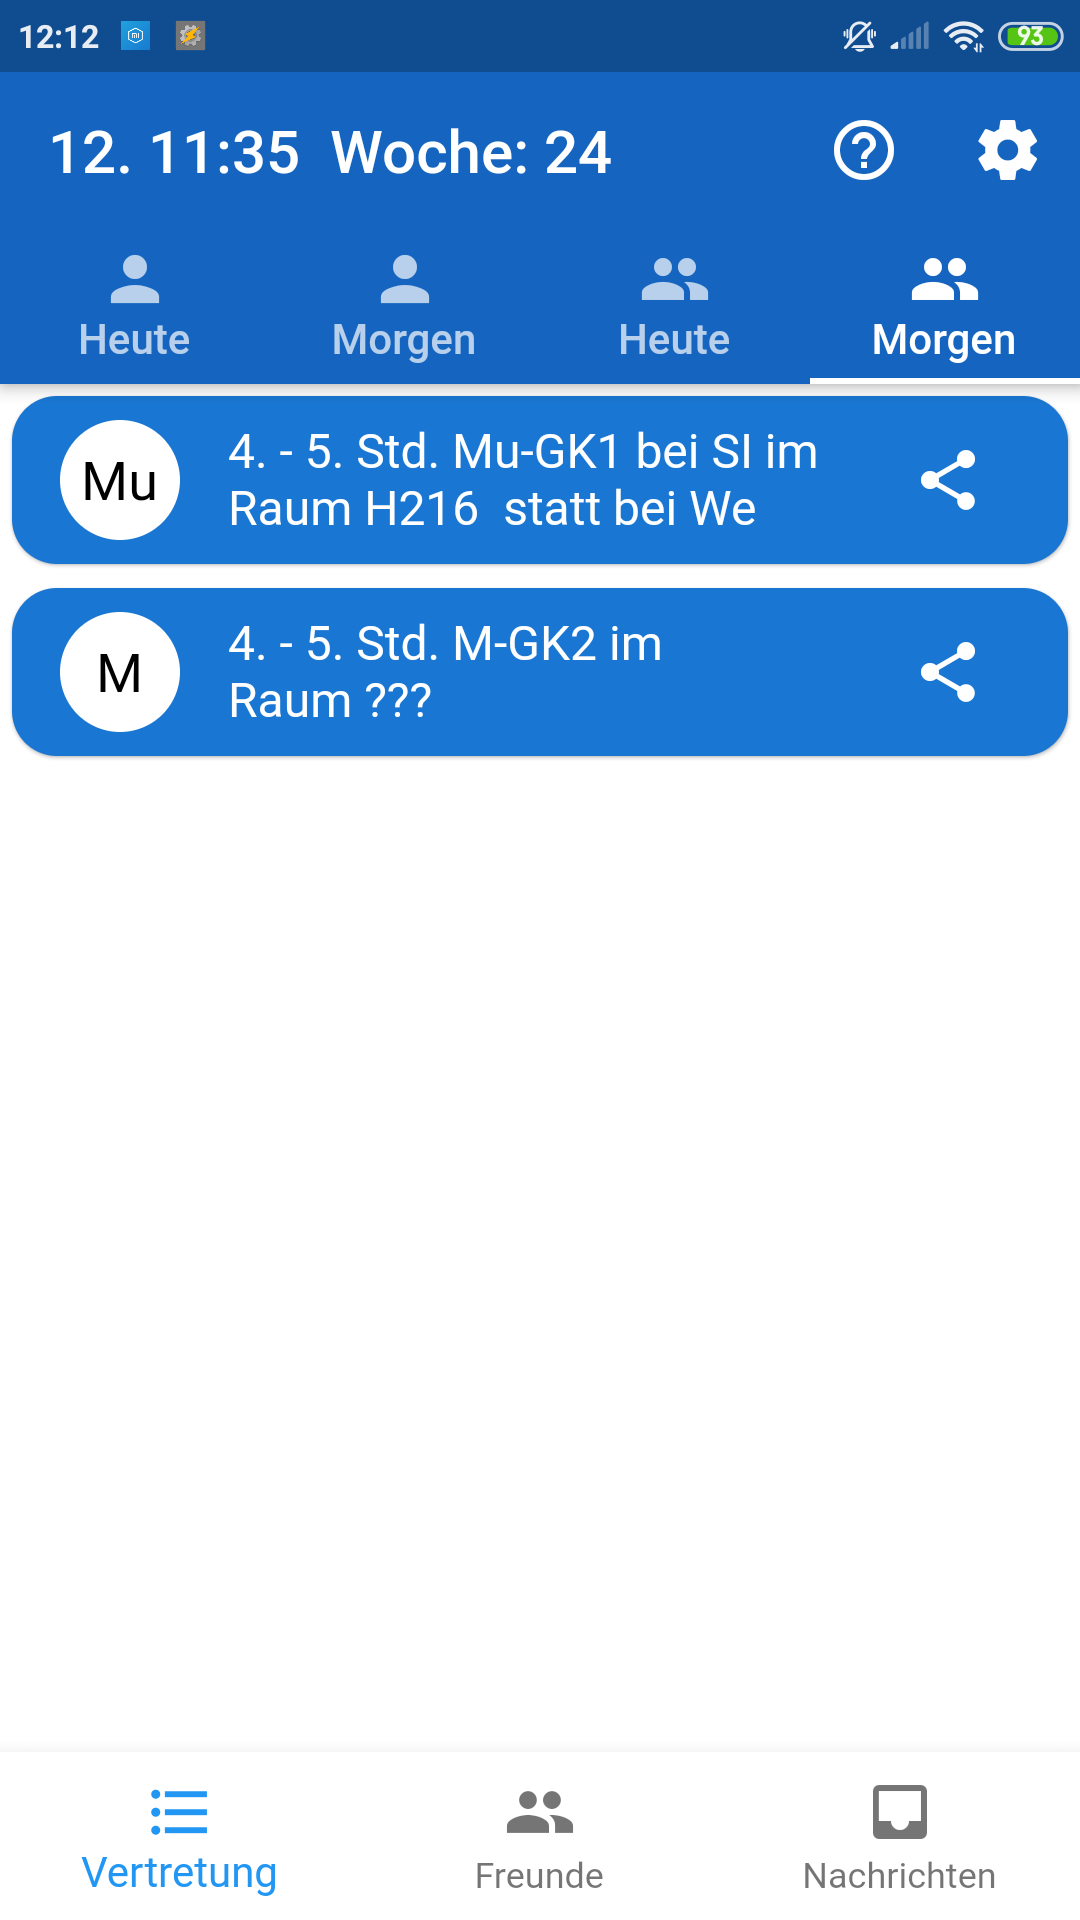 12:12
93
12. 11:35  Woche: 24
Heute
Morgen
Heute
Morgen
Mu
4. - 5. Std. Mu-GK1 bei SI im
Raum H216  statt bei We
M
4. - 5. Std. M-GK2 im
Raum ???
Vertretung
Freunde
Nachrichten